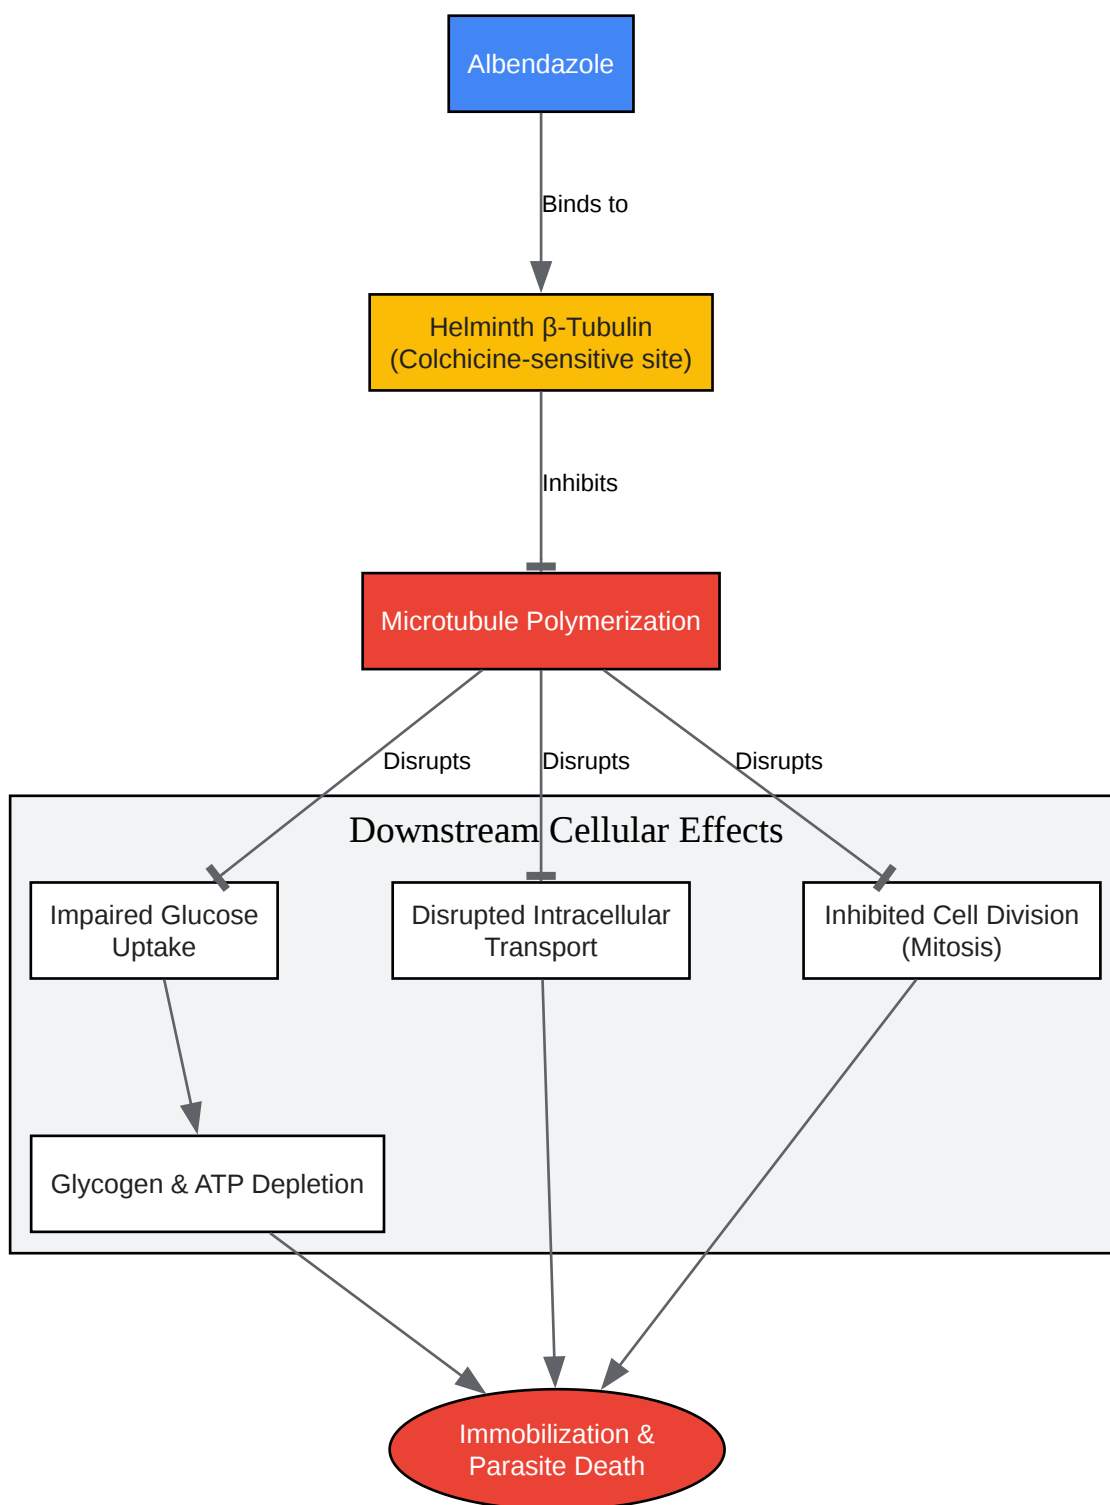 Albendazole
Binds to
Helminth β-Tubulin
(Colchicine-sensitive site)
Inhibits
Microtubule Polymerization
Disrupts
Disrupts
Disrupts
Downstream Cellular Effects
Impaired Glucose
Uptake
Disrupted Intracellular
Transport
Inhibited Cell Division
(Mitosis)
Glycogen & ATP Depletion
Immobilization &
Parasite Death